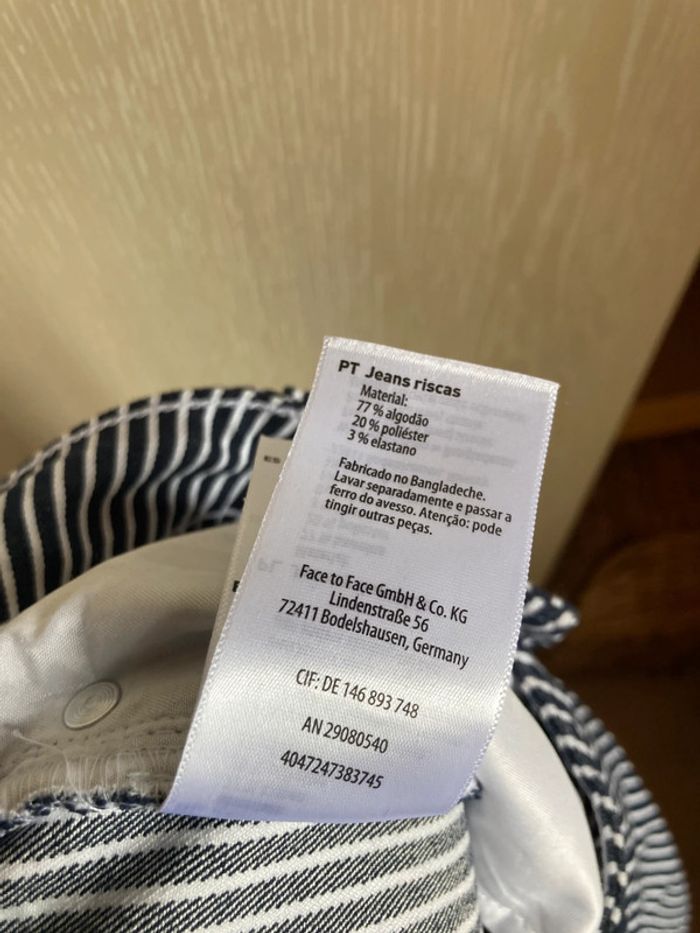 PT Jeans riscas
Material:
77 % algodão
20 % poliéster
3 % elastano
Fabricado no Bangladeche.
Lavar separadamente e passar a
ferro do avesso. Atenção: pode
tingir outras peças.
Face to Face GmbH & Co. KG
Lindenstraße 56
72411 Bodelshausen, Germany
CIF: DE 146 893 748
AN 29080540
4047247383745
ES